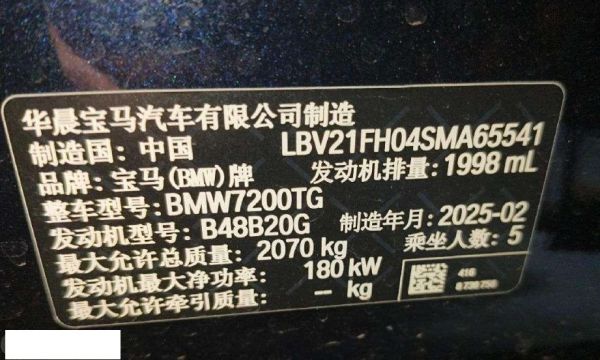 华晨宝马汽车有限公司制造
制造国：中国 LBV21FH04SMA65541
品牌：宝马(BMW)牌 发动机排量：1998 mL
整车型号：BMW7200TG
发动机型号：B48B20G 制造年月：2025-02
最大允许总质量：2070 kg 乘坐人数：5
发动机最大净功率：180 kW
最大允许牵引质量：-- kg
416